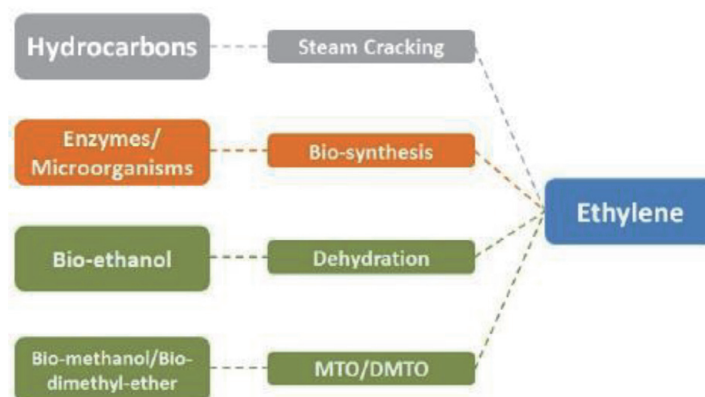 Hydrocarbons
Steam Cracking
Enzymes/
Microorganisms
Bio-synthesis
Ethylene
Bio-ethanol
Dehydration
Bio-methanol/Bio-
dimethyl-ether
MTO/DMTO